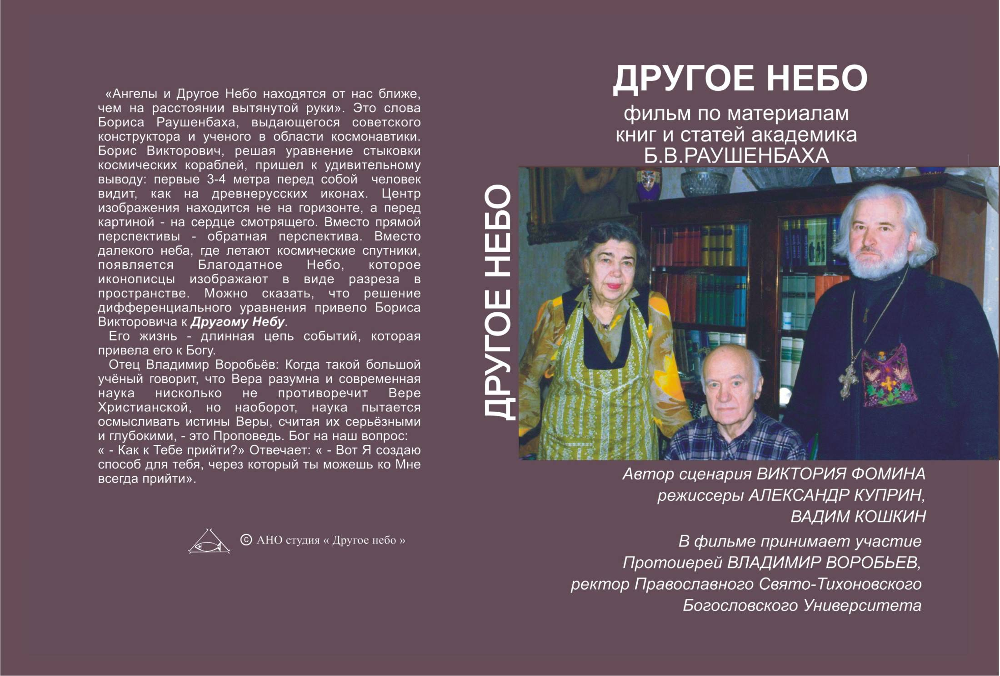 «Ангелы и Другое Небо находятся от нас ближе,
чем на расстоянии вытянутой руки». Это слова
Бориса Раушенбаха, выдающегося советского
конструктора и ученого в области космонавтики.
Борис Викторович, решая уравнение стыковки
космических кораблей, пришел к удивительному
выводу: первые 3-4 метра перед собой человек
видит, как на древнерусских иконах. Центр
изображения находится не на горизонте, а перед
картиной - на сердце смотрящего. Вместо прямой
перспективы - обратная перспектива. Вместо
далекого неба, где летают космические спутники,
появляется Благодатное Небо, которое
иконописцы изображают в виде разреза в
пространстве. Можно сказать, что решение
дифференциального уравнения привело Бориса
Викторовича к Другому Небу.
Его жизнь - длинная цепь событий, которая
привела его к Богу.
Отец Владимир Воробьёв: Когда такой большой
учёный говорит, что Вера разумна и современная
наука нисколько не противоречит Вере
Христианской, но наоборот, наука пытается
осмысливать истины Веры, считая их серьёзными
и глубокими, - это Проповедь. Бог на наш вопрос:
« - Как к Тебе прийти?» Отвечает: « - Вот Я создаю
способ для тебя, через который ты можешь ко Мне
всегда прийти».
© АНО студия « Другое небо »
ДРУГОЕ НЕБО
ДРУГОЕ НЕБО
фильм по материалам
книг и статей академика
Б.В.РАУШЕНБАХА
Автор сценария ВИКТОРИЯ ФОМИНА
режиссеры АЛЕКСАНДР КУПРИН,
ВАДИМ КОШКИН
В фильме принимает участие
Протоиерей ВЛАДИМИР ВОРОБЬЕВ,
ректор Православного Свято-Тихоновского
Богословского Университета